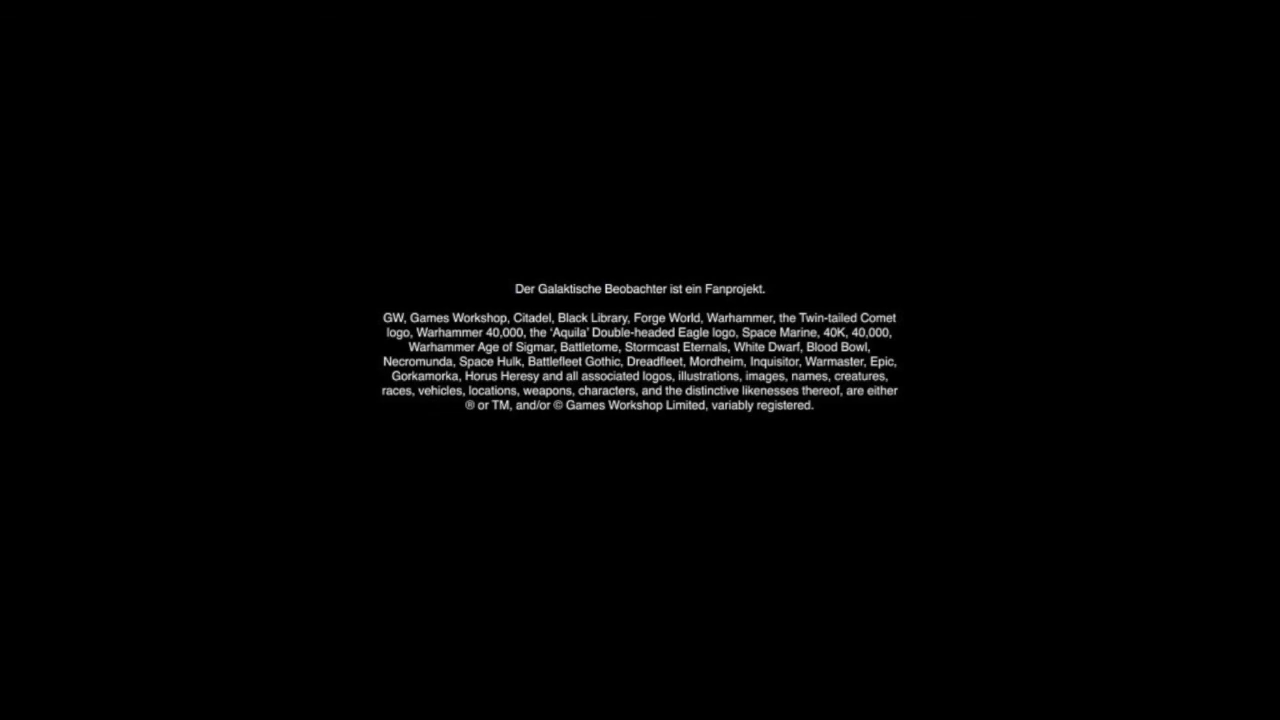 Der Galaktische Beobachter ist ein Fanprojekt.
GW, Games Workshop, Citadel, Black Library, Forge World, Warhammer, the Twin-tailed Comet
logo, Warhammer 40,000, the ‘Aquila’ Double-headed Eagle logo, Space Marine, 40K, 40,000,
Warhammer Age of Sigmar, Battletome, Stormcast Eternals, White Dwarf, Blood Bowl,
Necromunda, Space Hulk, Battlefleet Gothic, Dreadfleet, Mordheim, Inquisitor, Warmaster, Epic,
Gorkamorka, Horus Heresy and all associated logos, illustrations, images, names, creatures,
races, vehicles, locations, weapons, characters, and the distinctive likenesses thereof, are either
® or TM, and/or © Games Workshop Limited, variably registered.